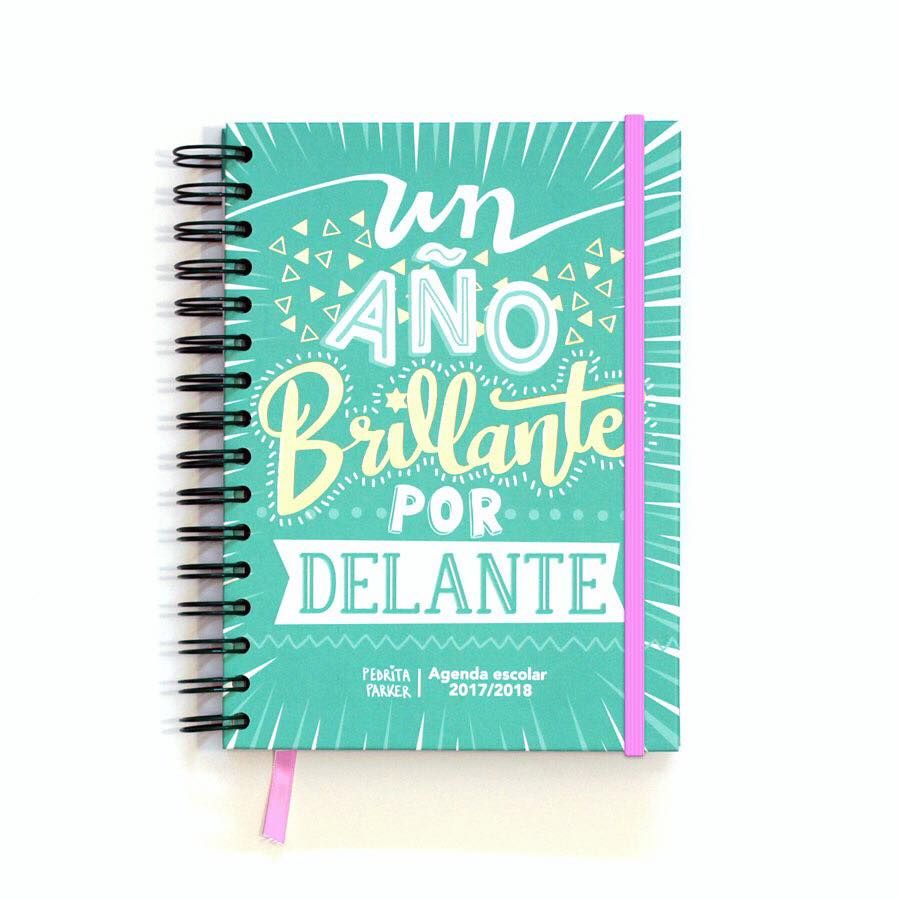 un
AÑO
Brillante
POR
DELANTE
PEDRITA
PARKER
Agenda escolar
2017/2018